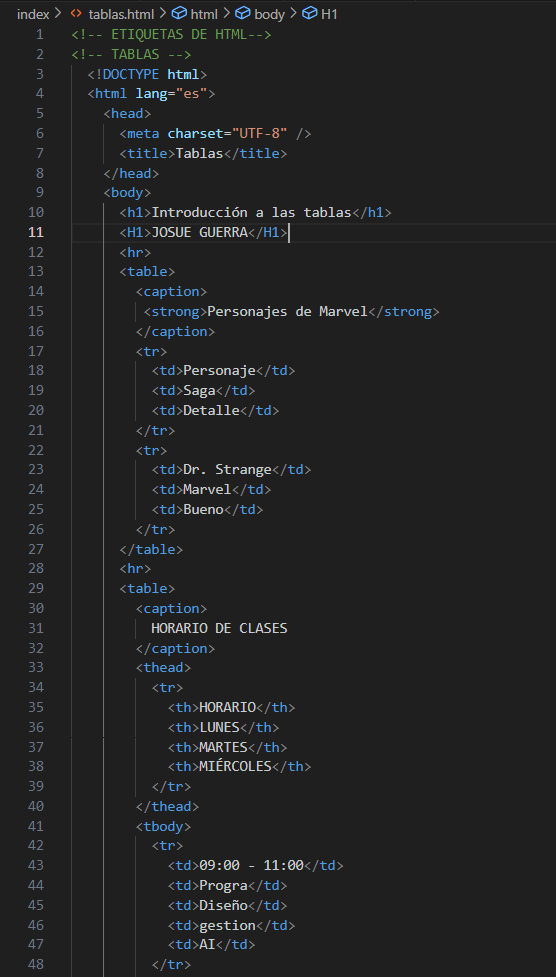 index > tablas.html > html > body > H1
1 <!-- ETIQUETAS DE HTML-->
2 <!-- TABLAS -->
3 <!DOCTYPE html>
4 <html lang="es">
5 <head>
6 <meta charset="UTF-8" />
7 <title>Tablas</title>
8 </head>
9 <body>
10 <h1>Introducción a las tablas</h1>
11 <H1>JOSUE GUERRA</H1>
12 <hr>
13 <table>
14 <caption>
15 <strong>Personajes de Marvel</strong>
16 </caption>
17 <tr>
18 <td>Personaje</td>
19 <td>Saga</td>
20 <td>Detalle</td>
21 </tr>
22 <tr>
23 <td>Dr. Strange</td>
24 <td>Marvel</td>
25 <td>Bueno</td>
26 </tr>
27 </table>
28 <hr>
29 <table>
30 <caption>
31 HORARIO DE CLASES
32 </caption>
33 <thead>
34 <tr>
35 <th>HORARIO</th>
36 <th>LUNES</th>
37 <th>MARTES</th>
38 <th>MIÉRCOLES</th>
39 </tr>
40 </thead>
41 <tbody>
42 <tr>
43 <td>09:00 - 11:00</td>
44 <td>Progra</td>
45 <td>Diseño</td>
46 <td>gestion</td>
47 <td>AI</td>
48 </tr>